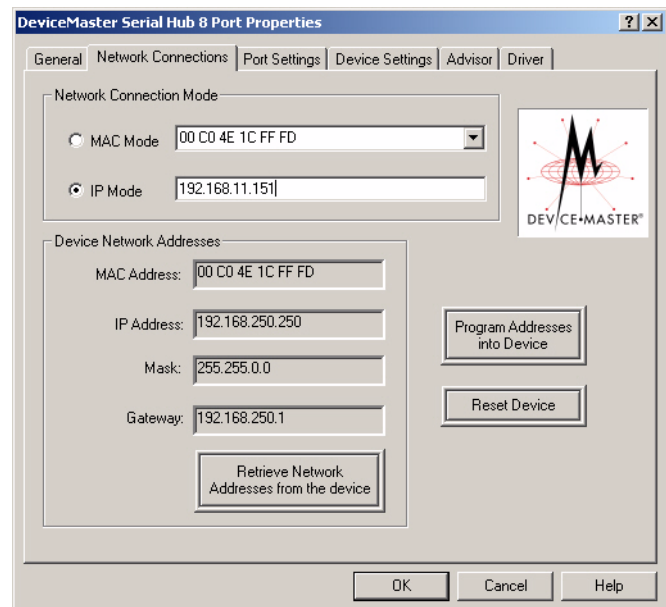 DeviceMaster Serial Hub 8 Port Properties
General Network Connections Port Settings Device Settings Advisor Driver
Network Connection Mode
MAC Mode 00 C0 4E 1C FF FD
IP Mode 192.168.11.151
DEVICE•MASTER®
Device Network Addresses
MAC Address: 00 C0 4E 1C FF FD
IP Address: 192.168.250.250
Mask: 255.255.0.0
Gateway: 192.168.250.1
Retrieve Network
Addresses from the device
Program Addresses
into Device
Reset Device
OK Cancel Help